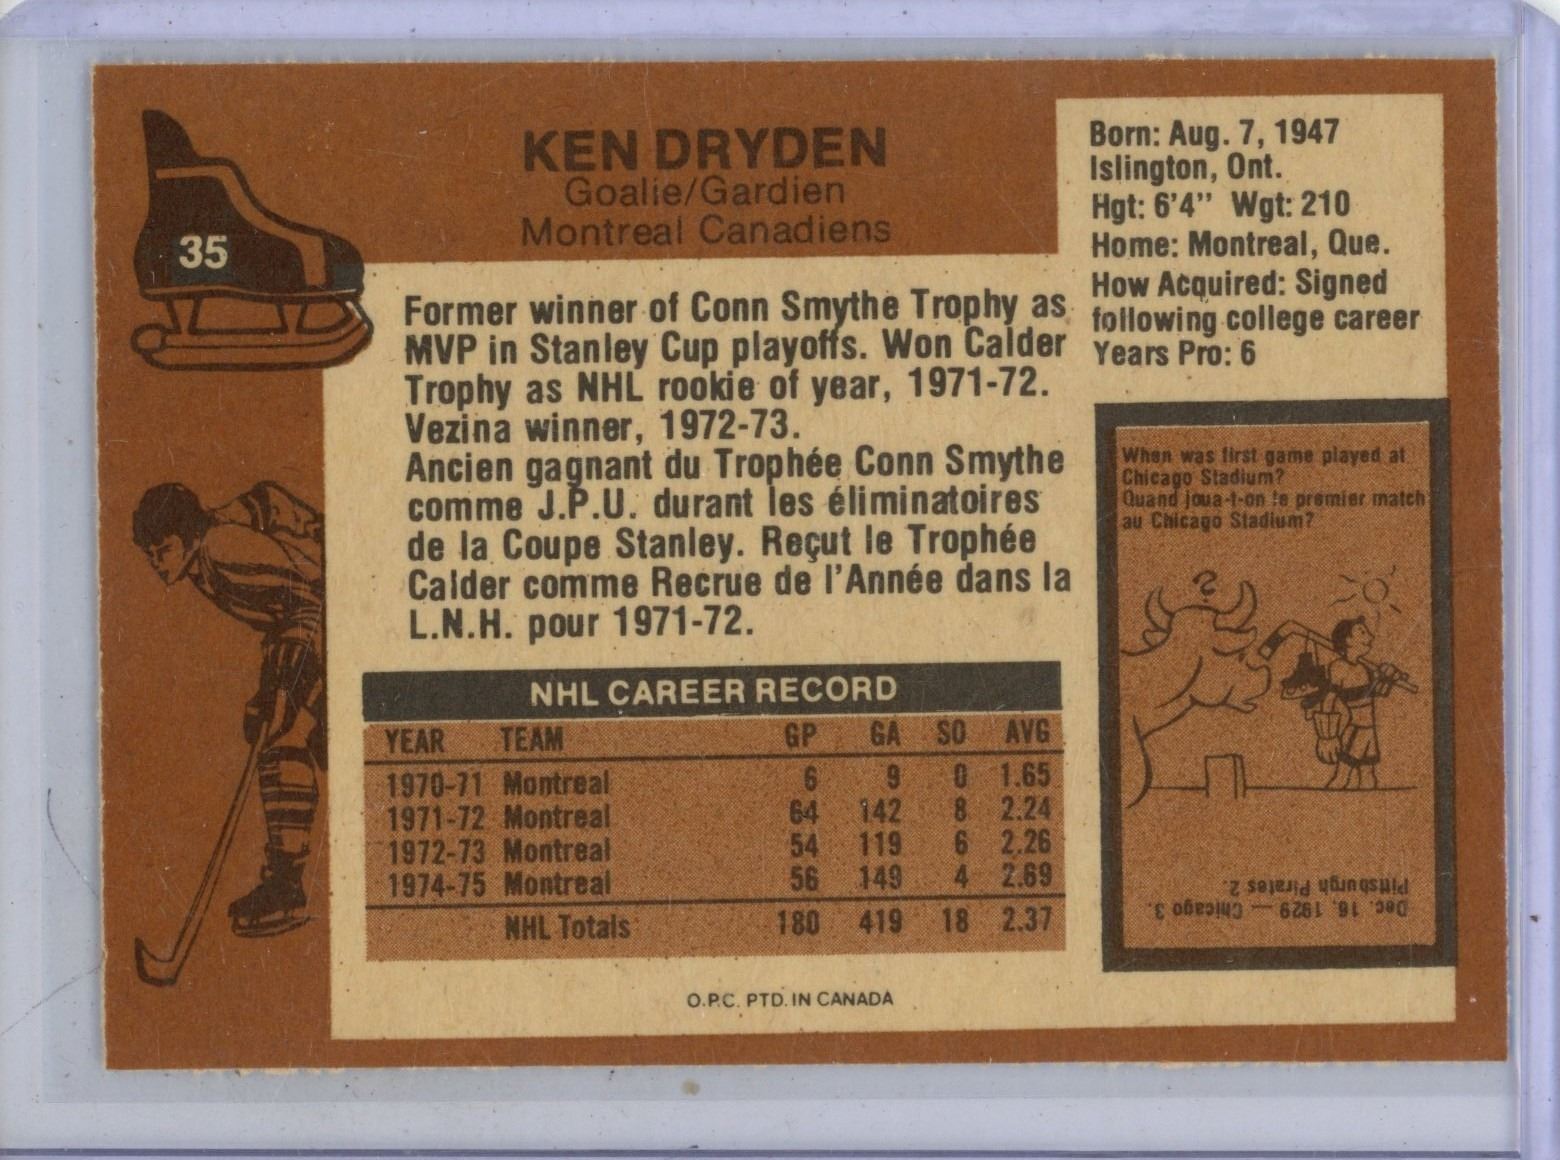 35
KEN DRYDEN
Goalie/Gardien
Montreal Canadiens
Born: Aug. 7, 1947
Islington, Ont.
Hgt: 6'4" Wgt: 210
Home: Montreal, Que.
How Acquired: Signed
following college career
Years Pro: 6
Former winner of Conn Smythe Trophy as
MVP in Stanley Cup playoffs. Won Calder
Trophy as NHL rookie of year, 1971-72.
Vezina winner, 1972-73.
Ancien gagnant du Trophée Conn Smythe
comme J.P.U. durant les éliminatoires
de la Coupe Stanley. Reçut le Trophée
Calder comme Recrue de l'Année dans la
L.N.H. pour 1971-72.
NHL CAREER RECORD
YEAR TEAM GP GA SO AVG
1970-71 Montreal 6 9 0 1.65
1971-72 Montreal 64 142 8 2.24
1972-73 Montreal 54 119 6 2.26
1974-75 Montreal 56 149 4 2.69
NHL Totals 180 419 18 2.37
O.P.C. PTD. IN CANADA
When was first game played at
Chicago Stadium?
Quand joua-t-on le premier match
au Chicago Stadium?
?
Dec. 16, 1929 — Chicago 3,
Pittsburgh Pirates 2.